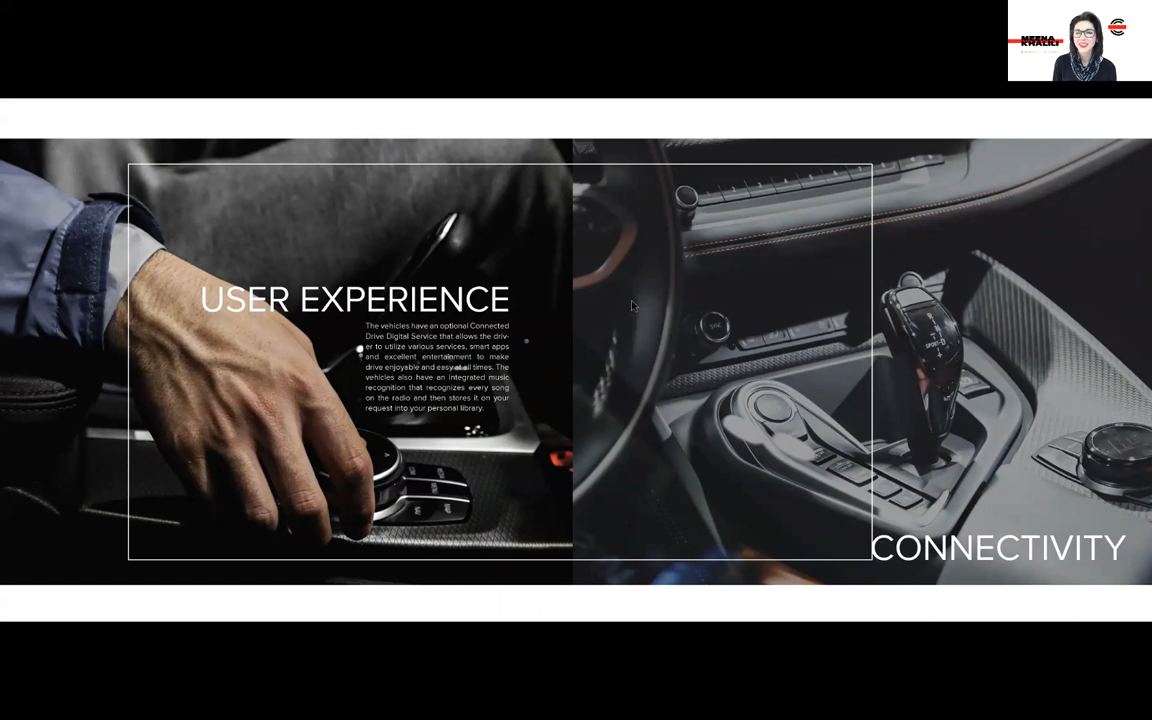 MEENA
KHALILI
USER EXPERIENCE
The vehicles have an optional Connected
Drive Digital Service that allows the driv-
er to utilize various services, smart apps
and excellent entertainment to make
drive enjoyable and easy at all times. The
vehicles also have an integrated music
recognition that recognizes every song
on the radio and then stores it on your
request into your personal library.
SPORT
CONNECTIVITY